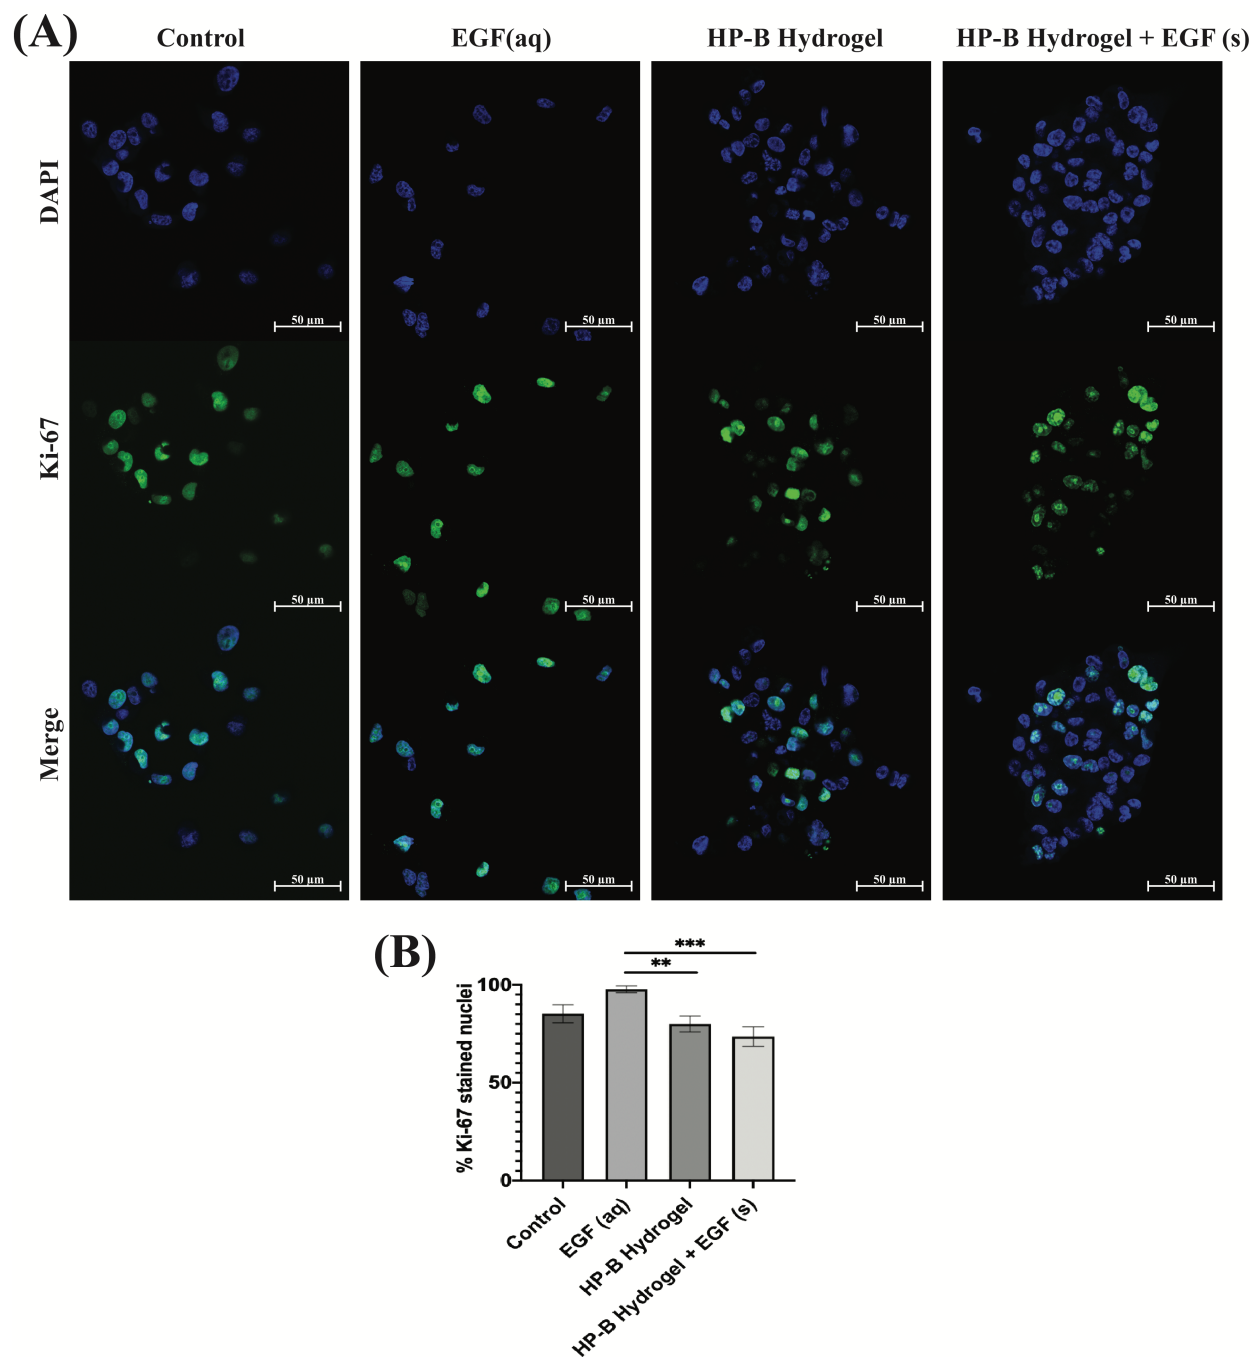 (A)
Control
EGF(aq)
HP-B Hydrogel
HP-B Hydrogel + EGF (s)
DAPI
50 µm
50 µm
50 µm
50 µm
Ki-67
50 µm
50 µm
50 µm
50 µm
Merge
50 µm
50 µm
50 µm
50 µm
(B)
***
**
% Ki-67 stained nuclei
100
50
0
Control
EGF (aq)
HP-B Hydrogel
HP-B Hydrogel + EGF (s)